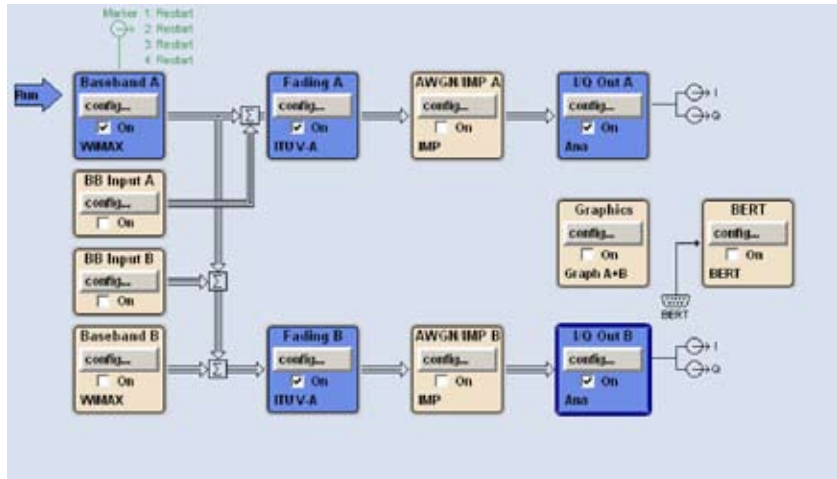 Marker 1: Restart
2: Restart
3: Restart
4: Restart
Run
Baseband A
config...
On
WiMAX
Fading A
config...
On
ITU V-A
AWGN/IMP A
config...
On
IMP
I/Q Out A
config...
On
Ana
I
Q
BB Input A
config...
On
Graphics
config...
On
Graph A+B
BERT
config...
On
BERT
BERT
BB Input B
config...
On
Σ
Σ
Baseband B
config...
On
WiMAX
Σ
Fading B
config...
On
ITU V-A
AWGN/IMP B
config...
On
IMP
I/Q Out B
config...
On
Ana
I
Q